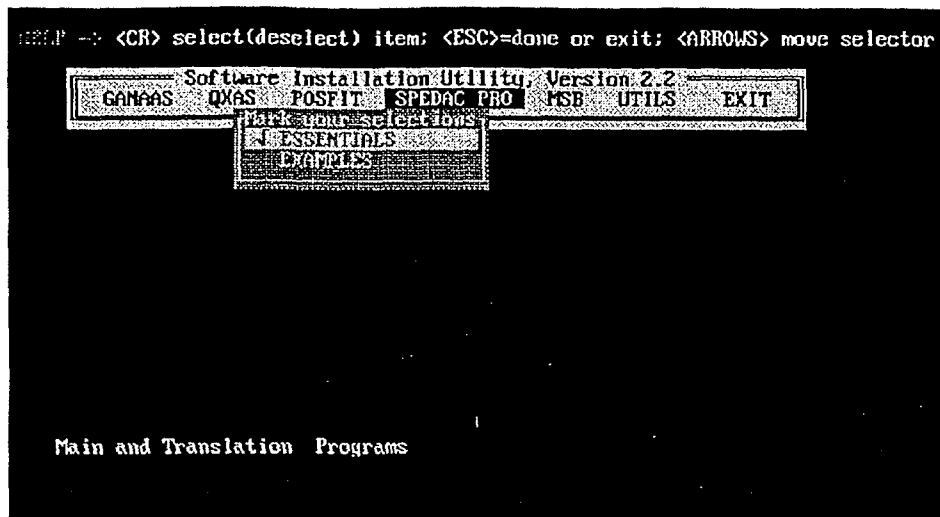 HELP -> <CR> select(deselect) item; <ESC>=done or exit; <ARROWS> move selector
Software Installation Utility, Version 2.2
GANAAS QXAS POSFIT SPEDAC PRO MSB UTILS EXIT
Mark your selections
√ ESSENTIALS
EXAMPLES
Main and Translation Programs